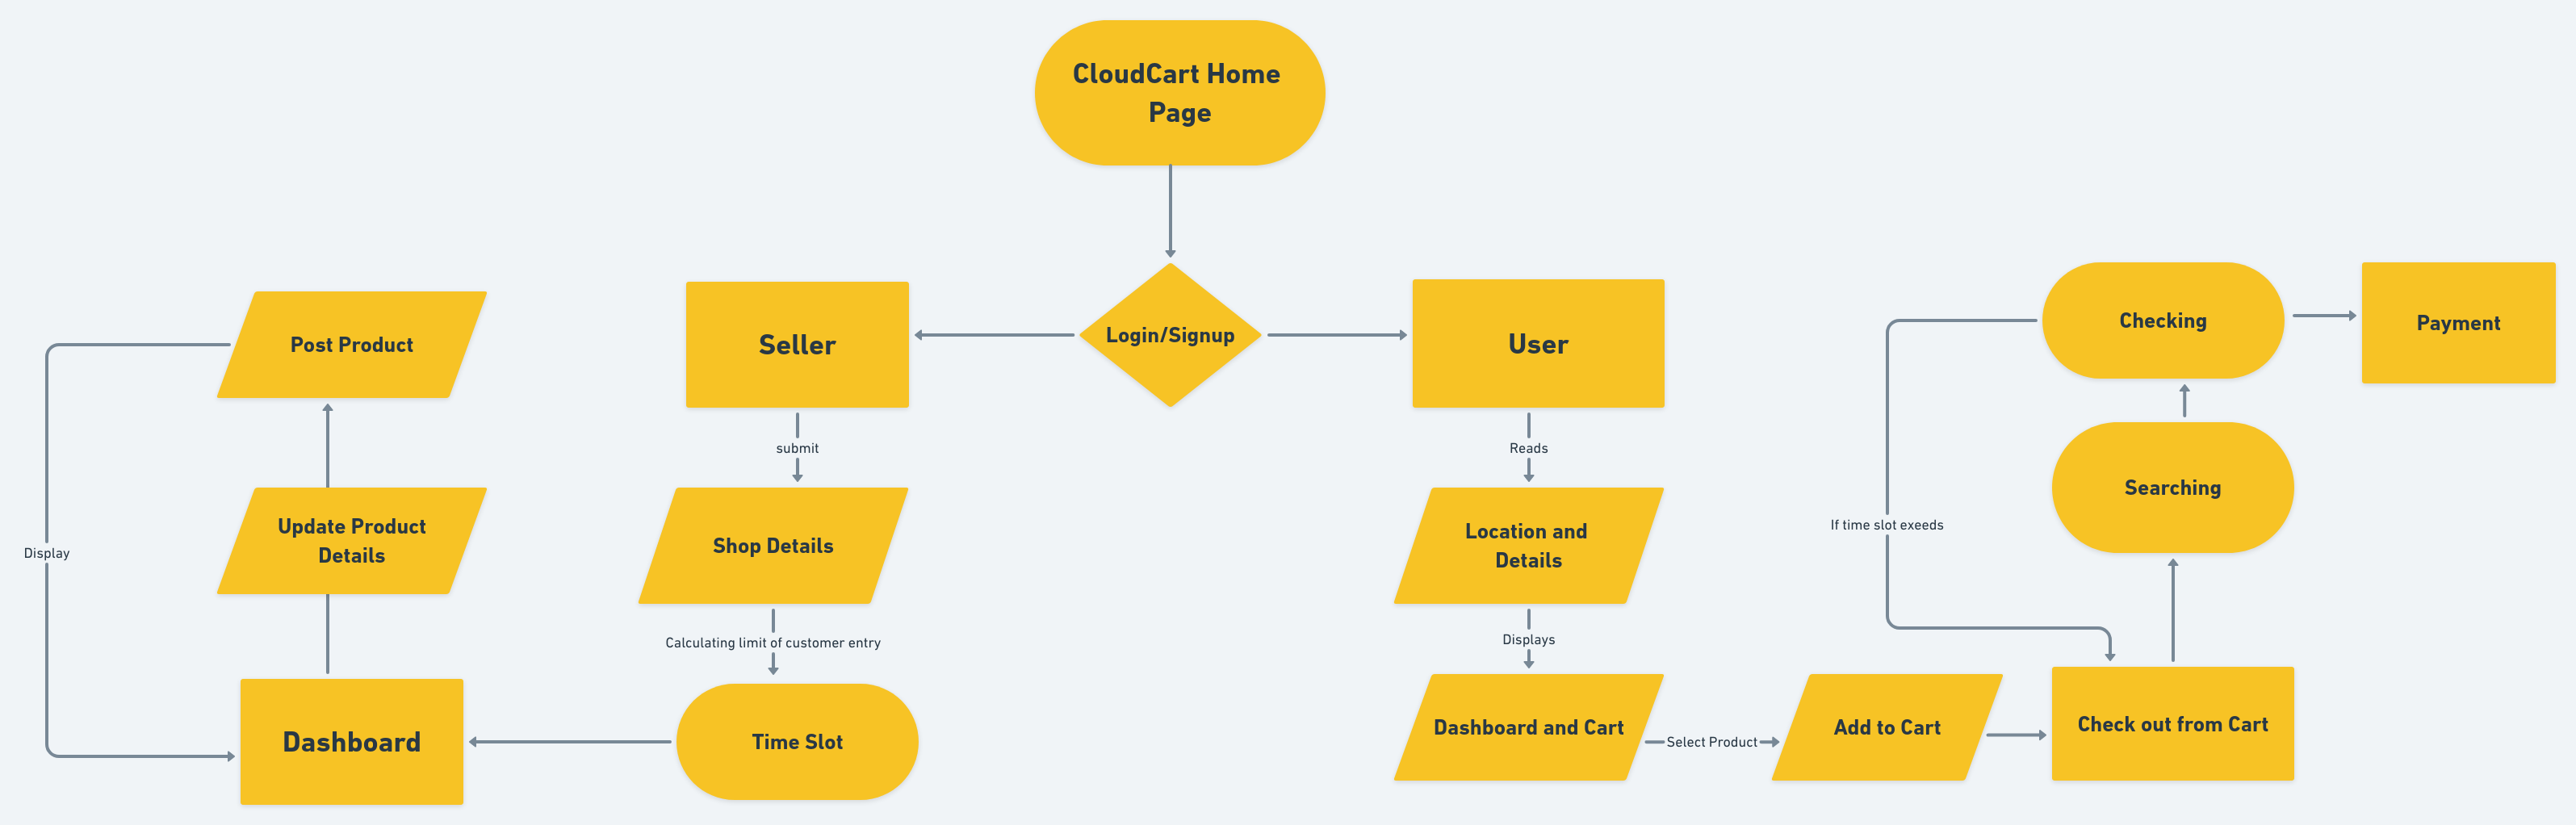 CloudCart Home
Page
Login/Signup
Seller
User
submit
Shop Details
Calculating limit of customer entry
Time Slot
Dashboard
Update Product
Details
Post Product
Display
Reads
Location and
Details
Displays
Dashboard and Cart
Select Product
Add to Cart
Check out from Cart
Searching
Checking
If time slot exeeds
Payment